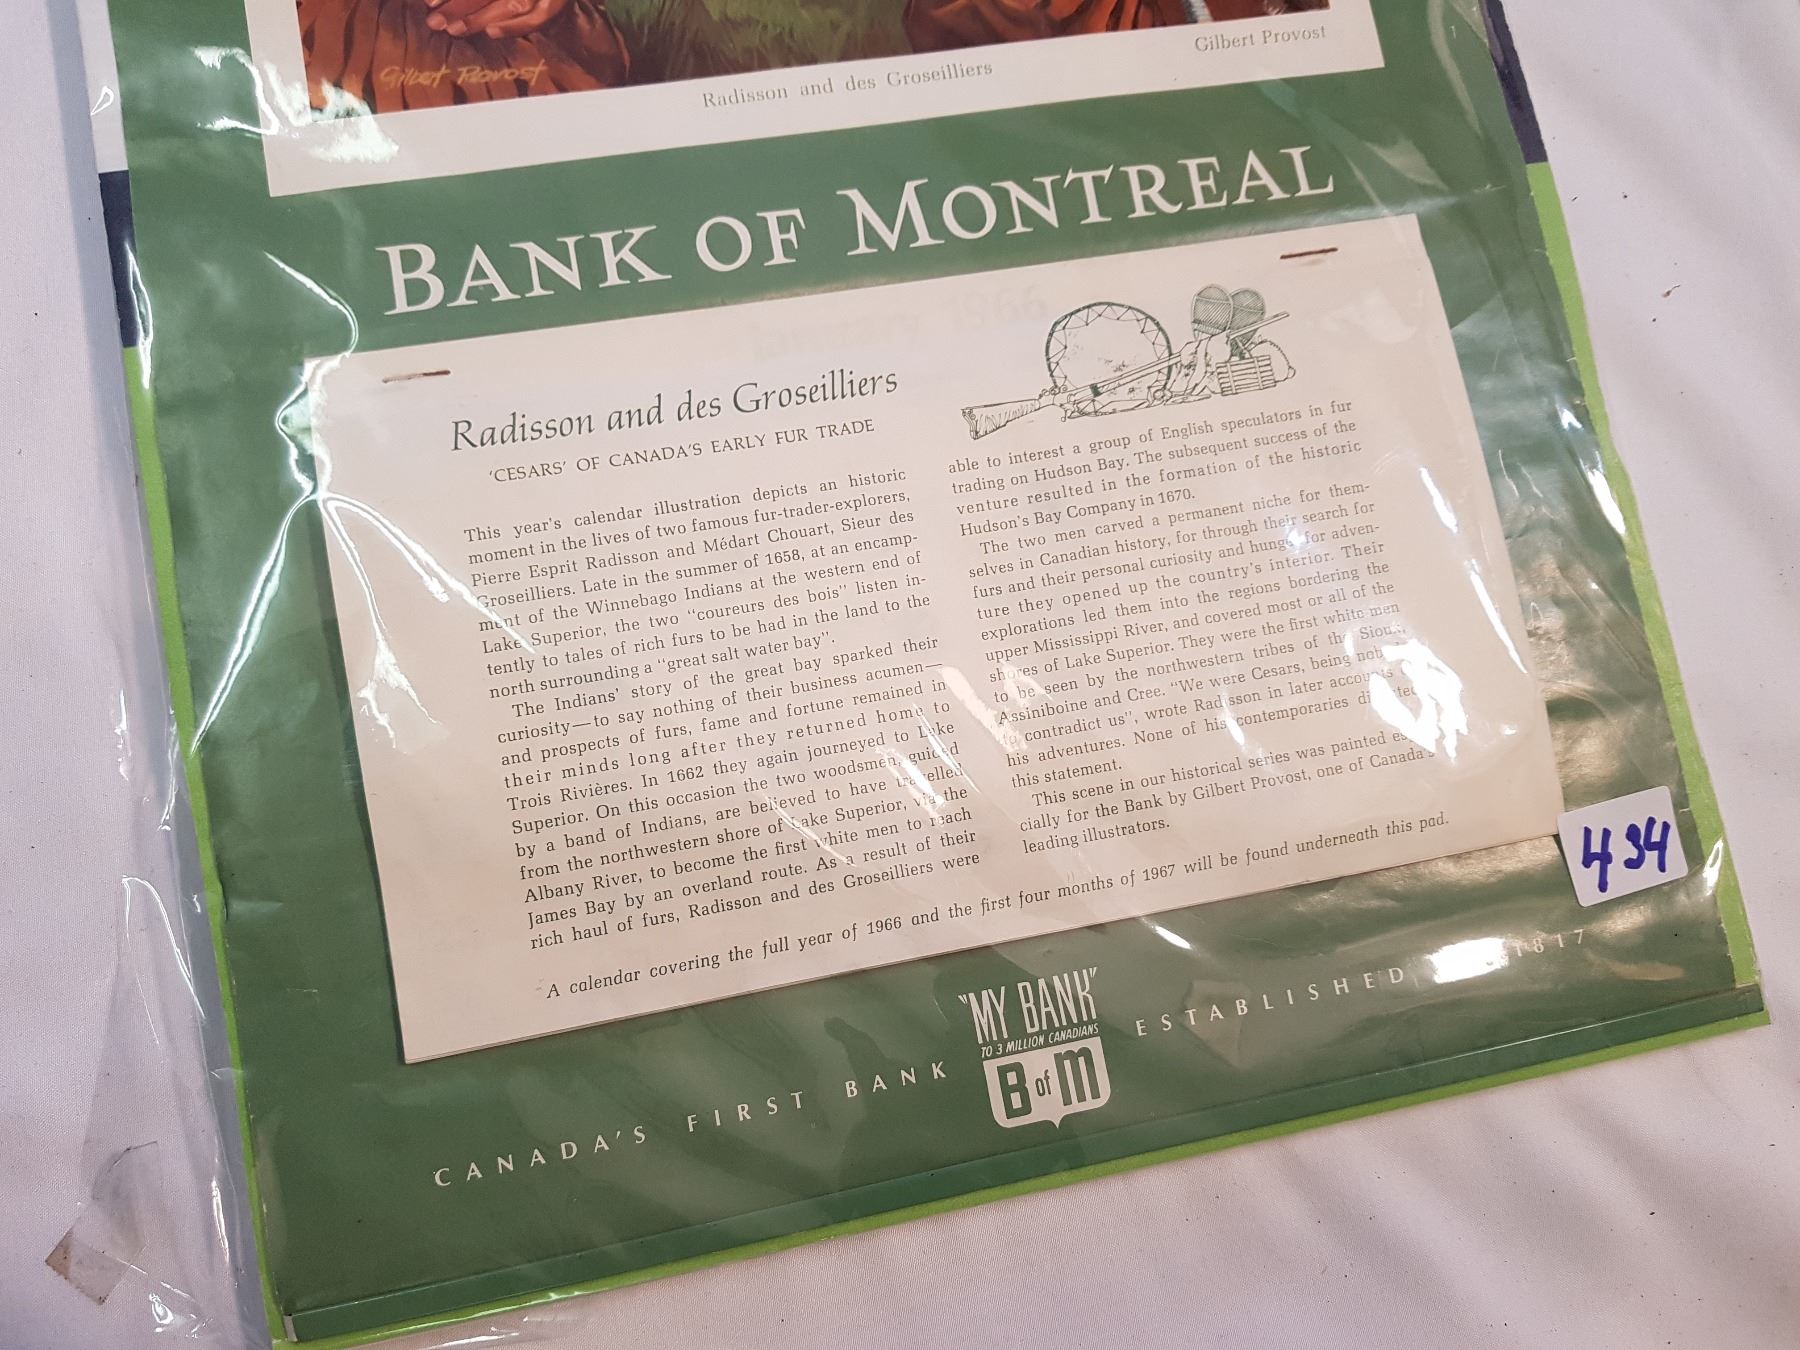 Gilbert Provost
Gilbert Provost
Radisson and des Groseilliers
BANK OF MONTREAL
Radisson and des Groseilliers
'CESARS' OF CANADA'S EARLY FUR TRADE
This year's calendar illustration depicts an historic
moment in the lives of two famous fur-trader-explorers,
Pierre Esprit Radisson and Médart Chouart, Sieur des
Groseilliers. Late in the summer of 1658, at an encamp-
ment of the Winnebago Indians at the western end of
Lake Superior, the two "coureurs des bois" listen in-
tently to tales of rich furs to be had in the land to the
north surrounding a "great salt water bay".
The Indians' story of the great bay sparked their
curiosity—to say nothing of their business acumen—
and prospects of furs, fame and fortune remained in
their minds long after they returned home to
Trois Rivières. In 1662 they again journeyed to Lake
Superior. On this occasion the two woodsmen, guided
by a band of Indians, are believed to have travelled
from the northwestern shore of Lake Superior, via the
Albany River, to become the first white men to reach
James Bay by an overland route. As a result of their
rich haul of furs, Radisson and des Groseilliers were
able to interest a group of English speculators in fur
trading on Hudson Bay. The subsequent success of the
venture resulted in the formation of the historic
Hudson's Bay Company in 1670.
The two men carved a permanent niche for them-
selves in Canadian history, for through their search for
furs and their personal curiosity and hunger for adven-
ture they opened up the country's interior. Their
explorations led them into the regions bordering the
upper Mississippi River, and covered most or all of the
shores of Lake Superior. They were the first white men
to be seen by the northwestern tribes of the Sioux,
Assiniboine and Cree. "We were Cesars, being nob
to contradict us", wrote Radisson in later accounts
his adventures. None of his contemporaries
this statement.
This scene in our historical series was painted
cially for the Bank by Gilbert Provost, one of Canada's
leading illustrators.
A calendar covering the full year of 1966 and the first four months of 1967 will be found underneath this pad.
494
CANADA'S FIRST BANK
"MY BANK"
TO 3 MILLION CANADIANS
B of M
ESTABLISHED 1817